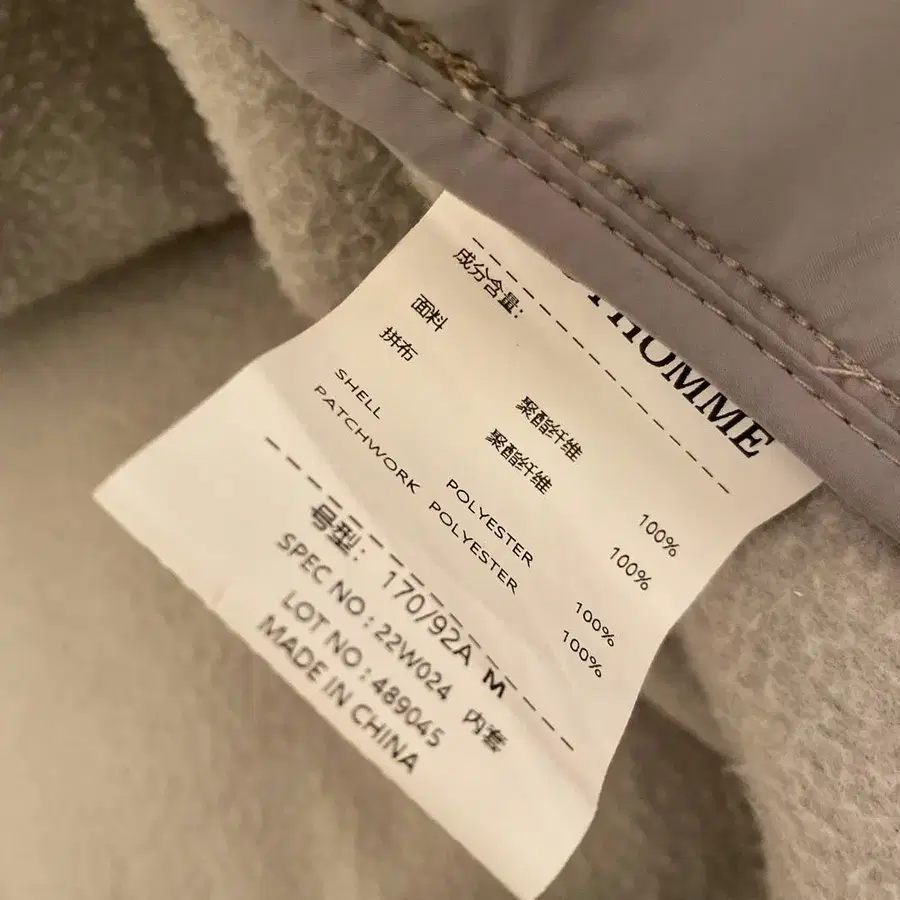 HOMME
成分含量:
面料 聚酯纤维 100%
拼布 聚酯纤维 100%
SHELL POLYESTER 100%
PATCHWORK POLYESTER 100%
号型: 170/92A M
SPEC NO : 22W024 内套
LOT NO : 489045
MADE IN CHINA